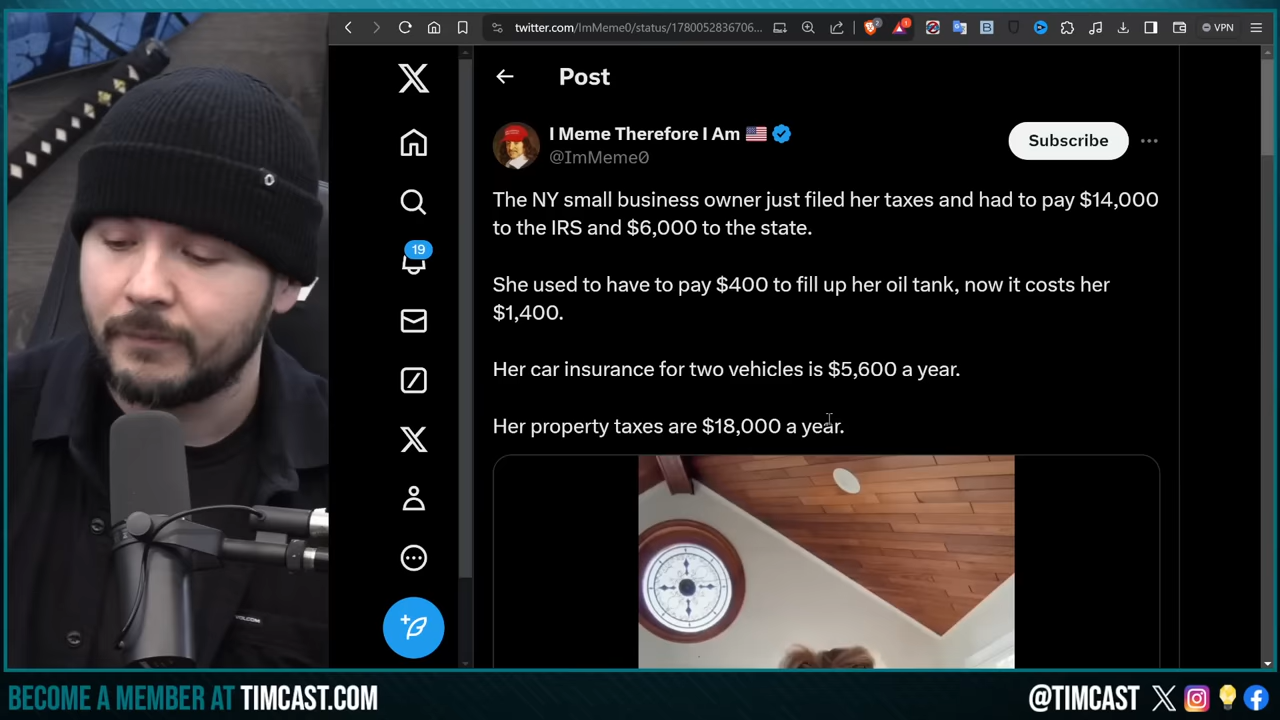 twitter.com/ImMeme0/status/1780052836706...
2
1
VPN
Post
I Meme Therefore I Am 🇺🇸
@ImMeme0
Subscribe
The NY small business owner just filed her taxes and had to pay $14,000
to the IRS and $6,000 to the state.
She used to have to pay $400 to fill up her oil tank, now it costs her
$1,400.
Her car insurance for two vehicles is $5,600 a year.
Her property taxes are $18,000 a year.
19
VOLCOM
BECOME A MEMBER AT TIMCAST.COM
@TIMCAST